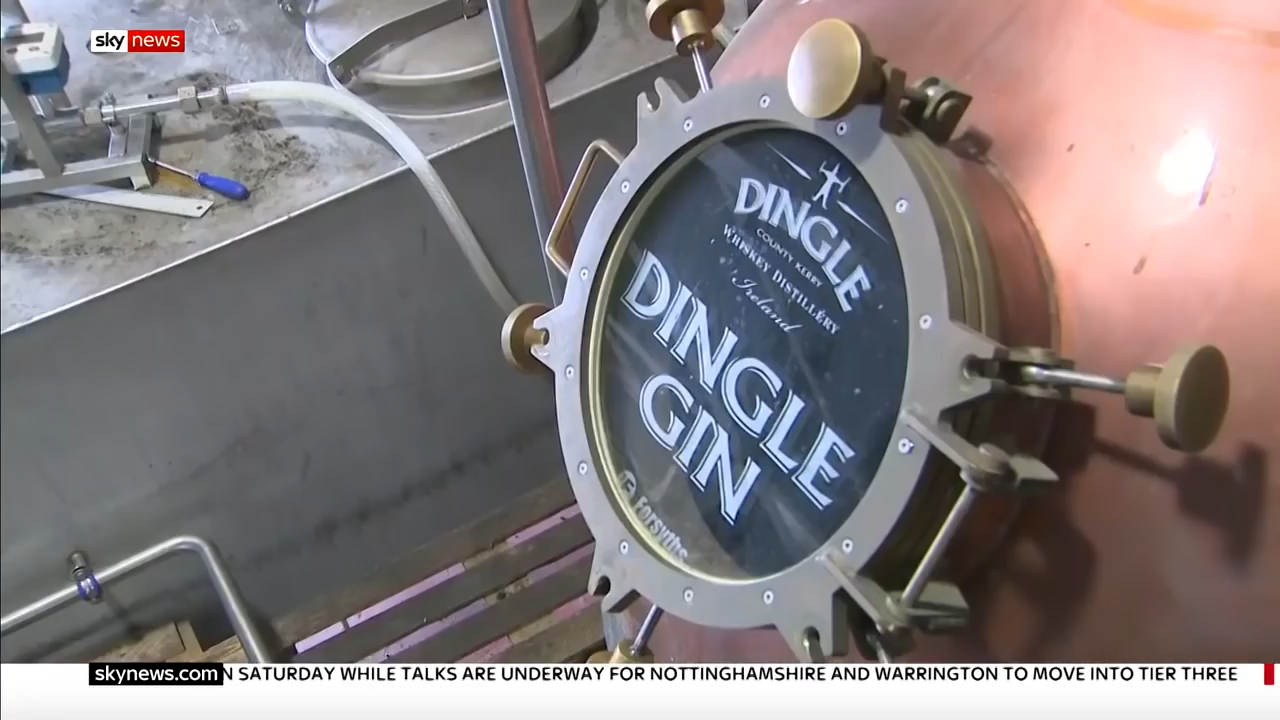 sky news
DINGLE
COUNTY KERRY
WHISKEY DISTILLERY
Ireland
DINGLE
GIN
Forsyths
skynews.com
N SATURDAY WHILE TALKS ARE UNDERWAY FOR NOTTINGHAMSHIRE AND WARRINGTON TO MOVE INTO TIER THREE